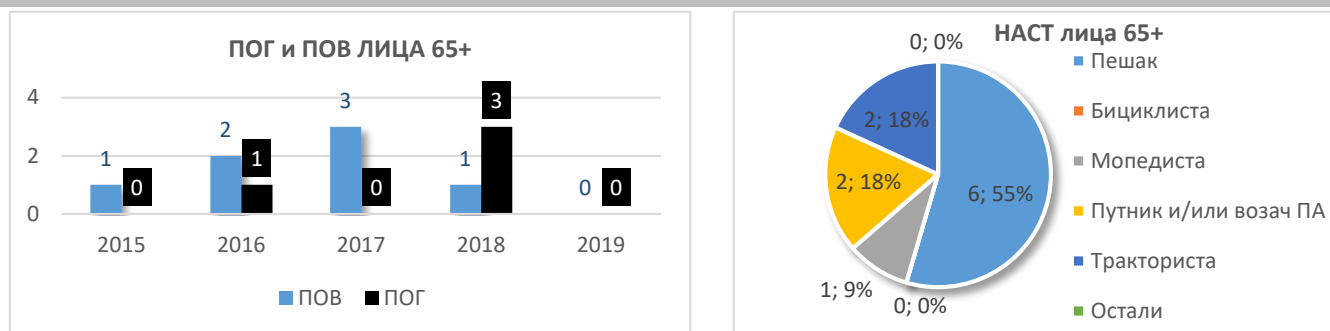 ПОГ и ПОВ ЛИЦА 65+
4
2
0
1
0
2
1
3
0
1
3
0
0
2015
2016
2017
2018
2019
ПОВ
ПОГ
НАСТ лица 65+
0; 0%
2; 18%
2; 18%
6; 55%
1; 9%
0; 0%
Пешак
Бициклиста
Мопедиста
Путник и/или возач ПА
Тракториста
Остали